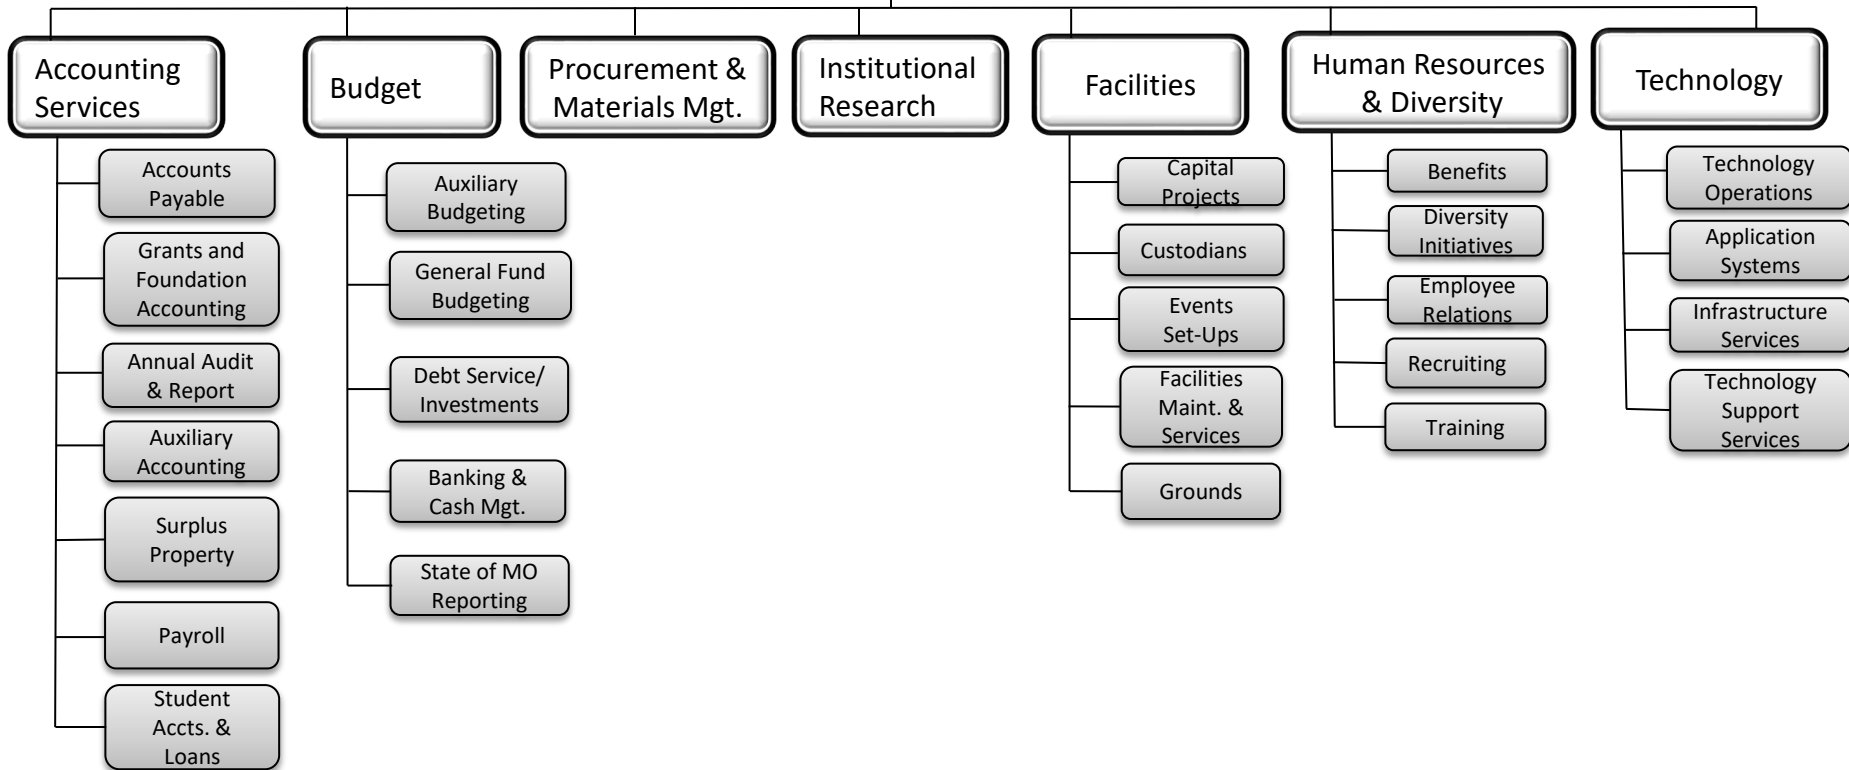 Accounting
Services
Budget
Procurement &
Materials Mgt.
Institutional
Research
Facilities
Human Resources
& Diversity
Technology
Accounts
Payable
Grants and
Foundation
Accounting
Annual Audit
& Report
Auxiliary
Accounting
Surplus
Property
Payroll
Student
Accts. &
Loans
Auxiliary
Budgeting
General Fund
Budgeting
Debt Service/
Investments
Banking &
Cash Mgt.
State of MO
Reporting
Capital
Projects
Custodians
Events
Set-Ups
Facilities
Maint. &
Services
Grounds
Benefits
Diversity
Initiatives
Employee
Relations
Recruiting
Training
Technology
Operations
Application
Systems
Infrastructure
Services
Technology
Support
Services